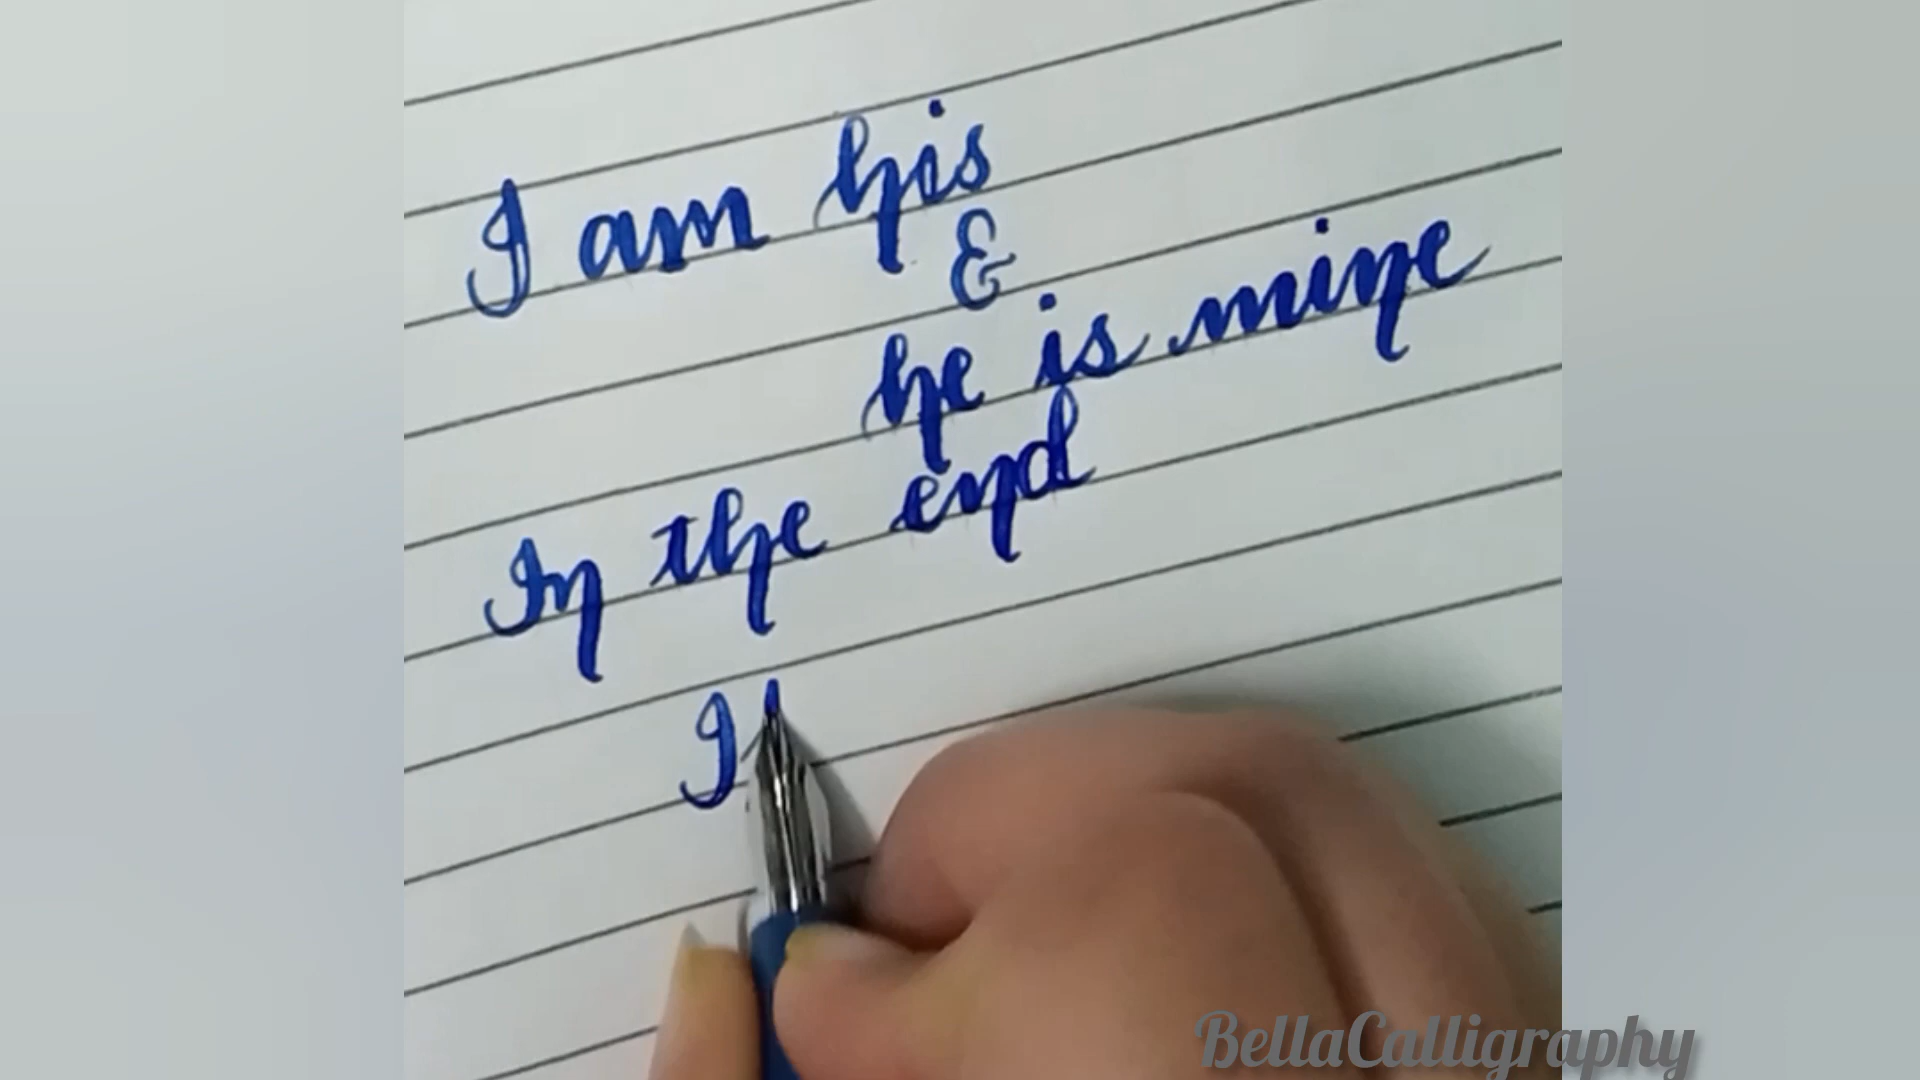 I am his
&
he is mine
In the end
I
BellaCalligraphy